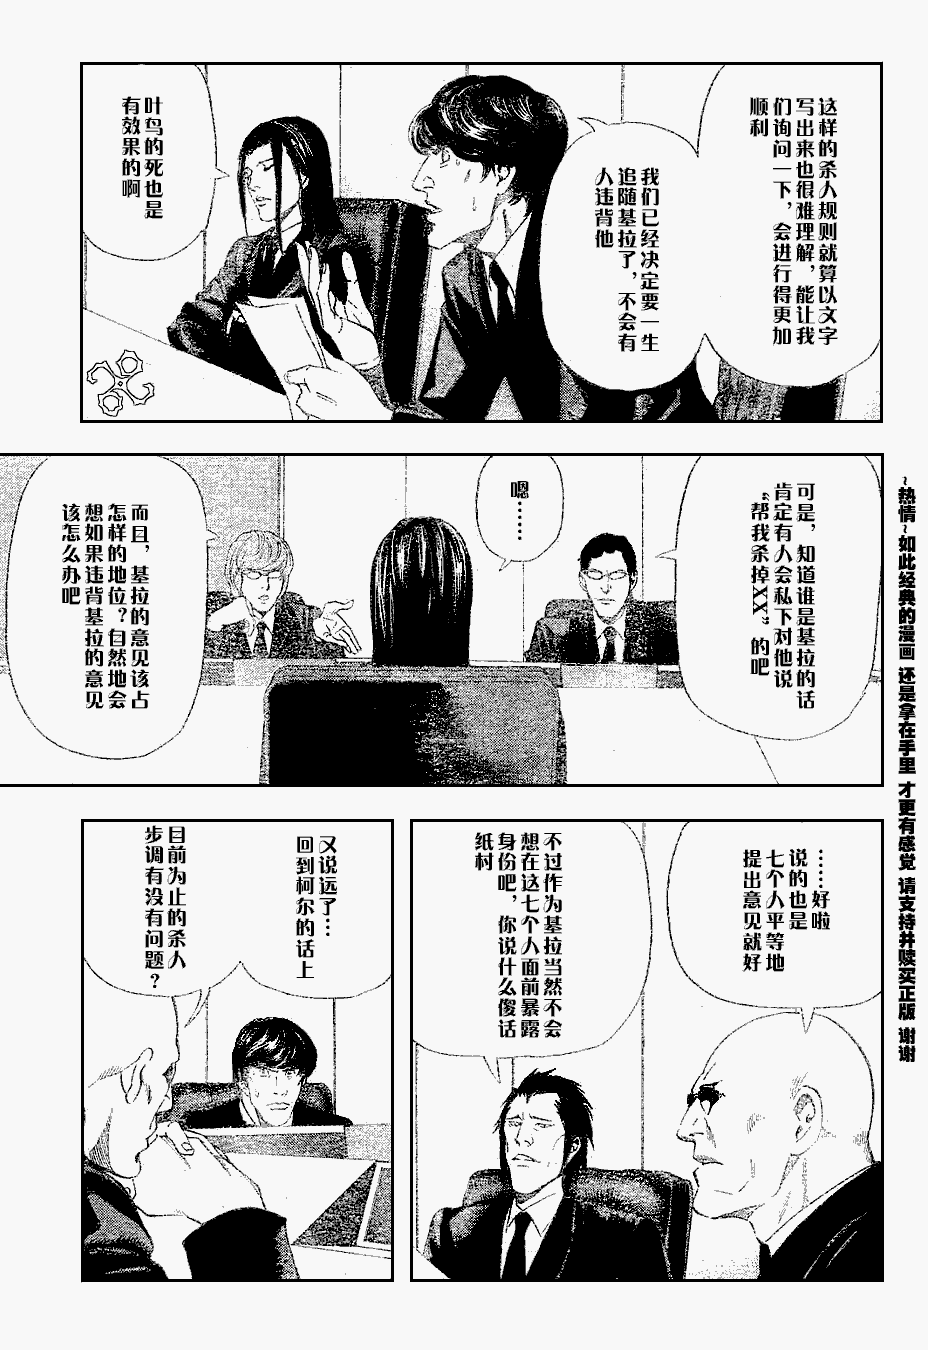 这样的杀人规则就算以文字
写出来也很难理解，能让我
们询问一下，会进行得更加
顺利
我们已经决定要一生
追随基拉了，不会有
人违背他
叶鸟的死也是
有效果的啊
可是，知道谁是基拉的话
肯定有人会私下对他说
“帮我杀掉XX”的吧
嗯……
而且，基拉的意见该占
怎样的地位？自然地会
想如果违背基拉的意见
该怎么办吧
……好啦
说的也是
七个人平等地
提出意见就好
不过作为基拉当然不会
想在这七个人面前暴露
身份吧，你说什么傻话
纸村
又说远了…
回到柯尔的话上
目前为止的杀人
步调有没有问题？
~热情~如此经典的漫画 还是拿在手里 才更有感觉 请支持并赎买正版 谢谢